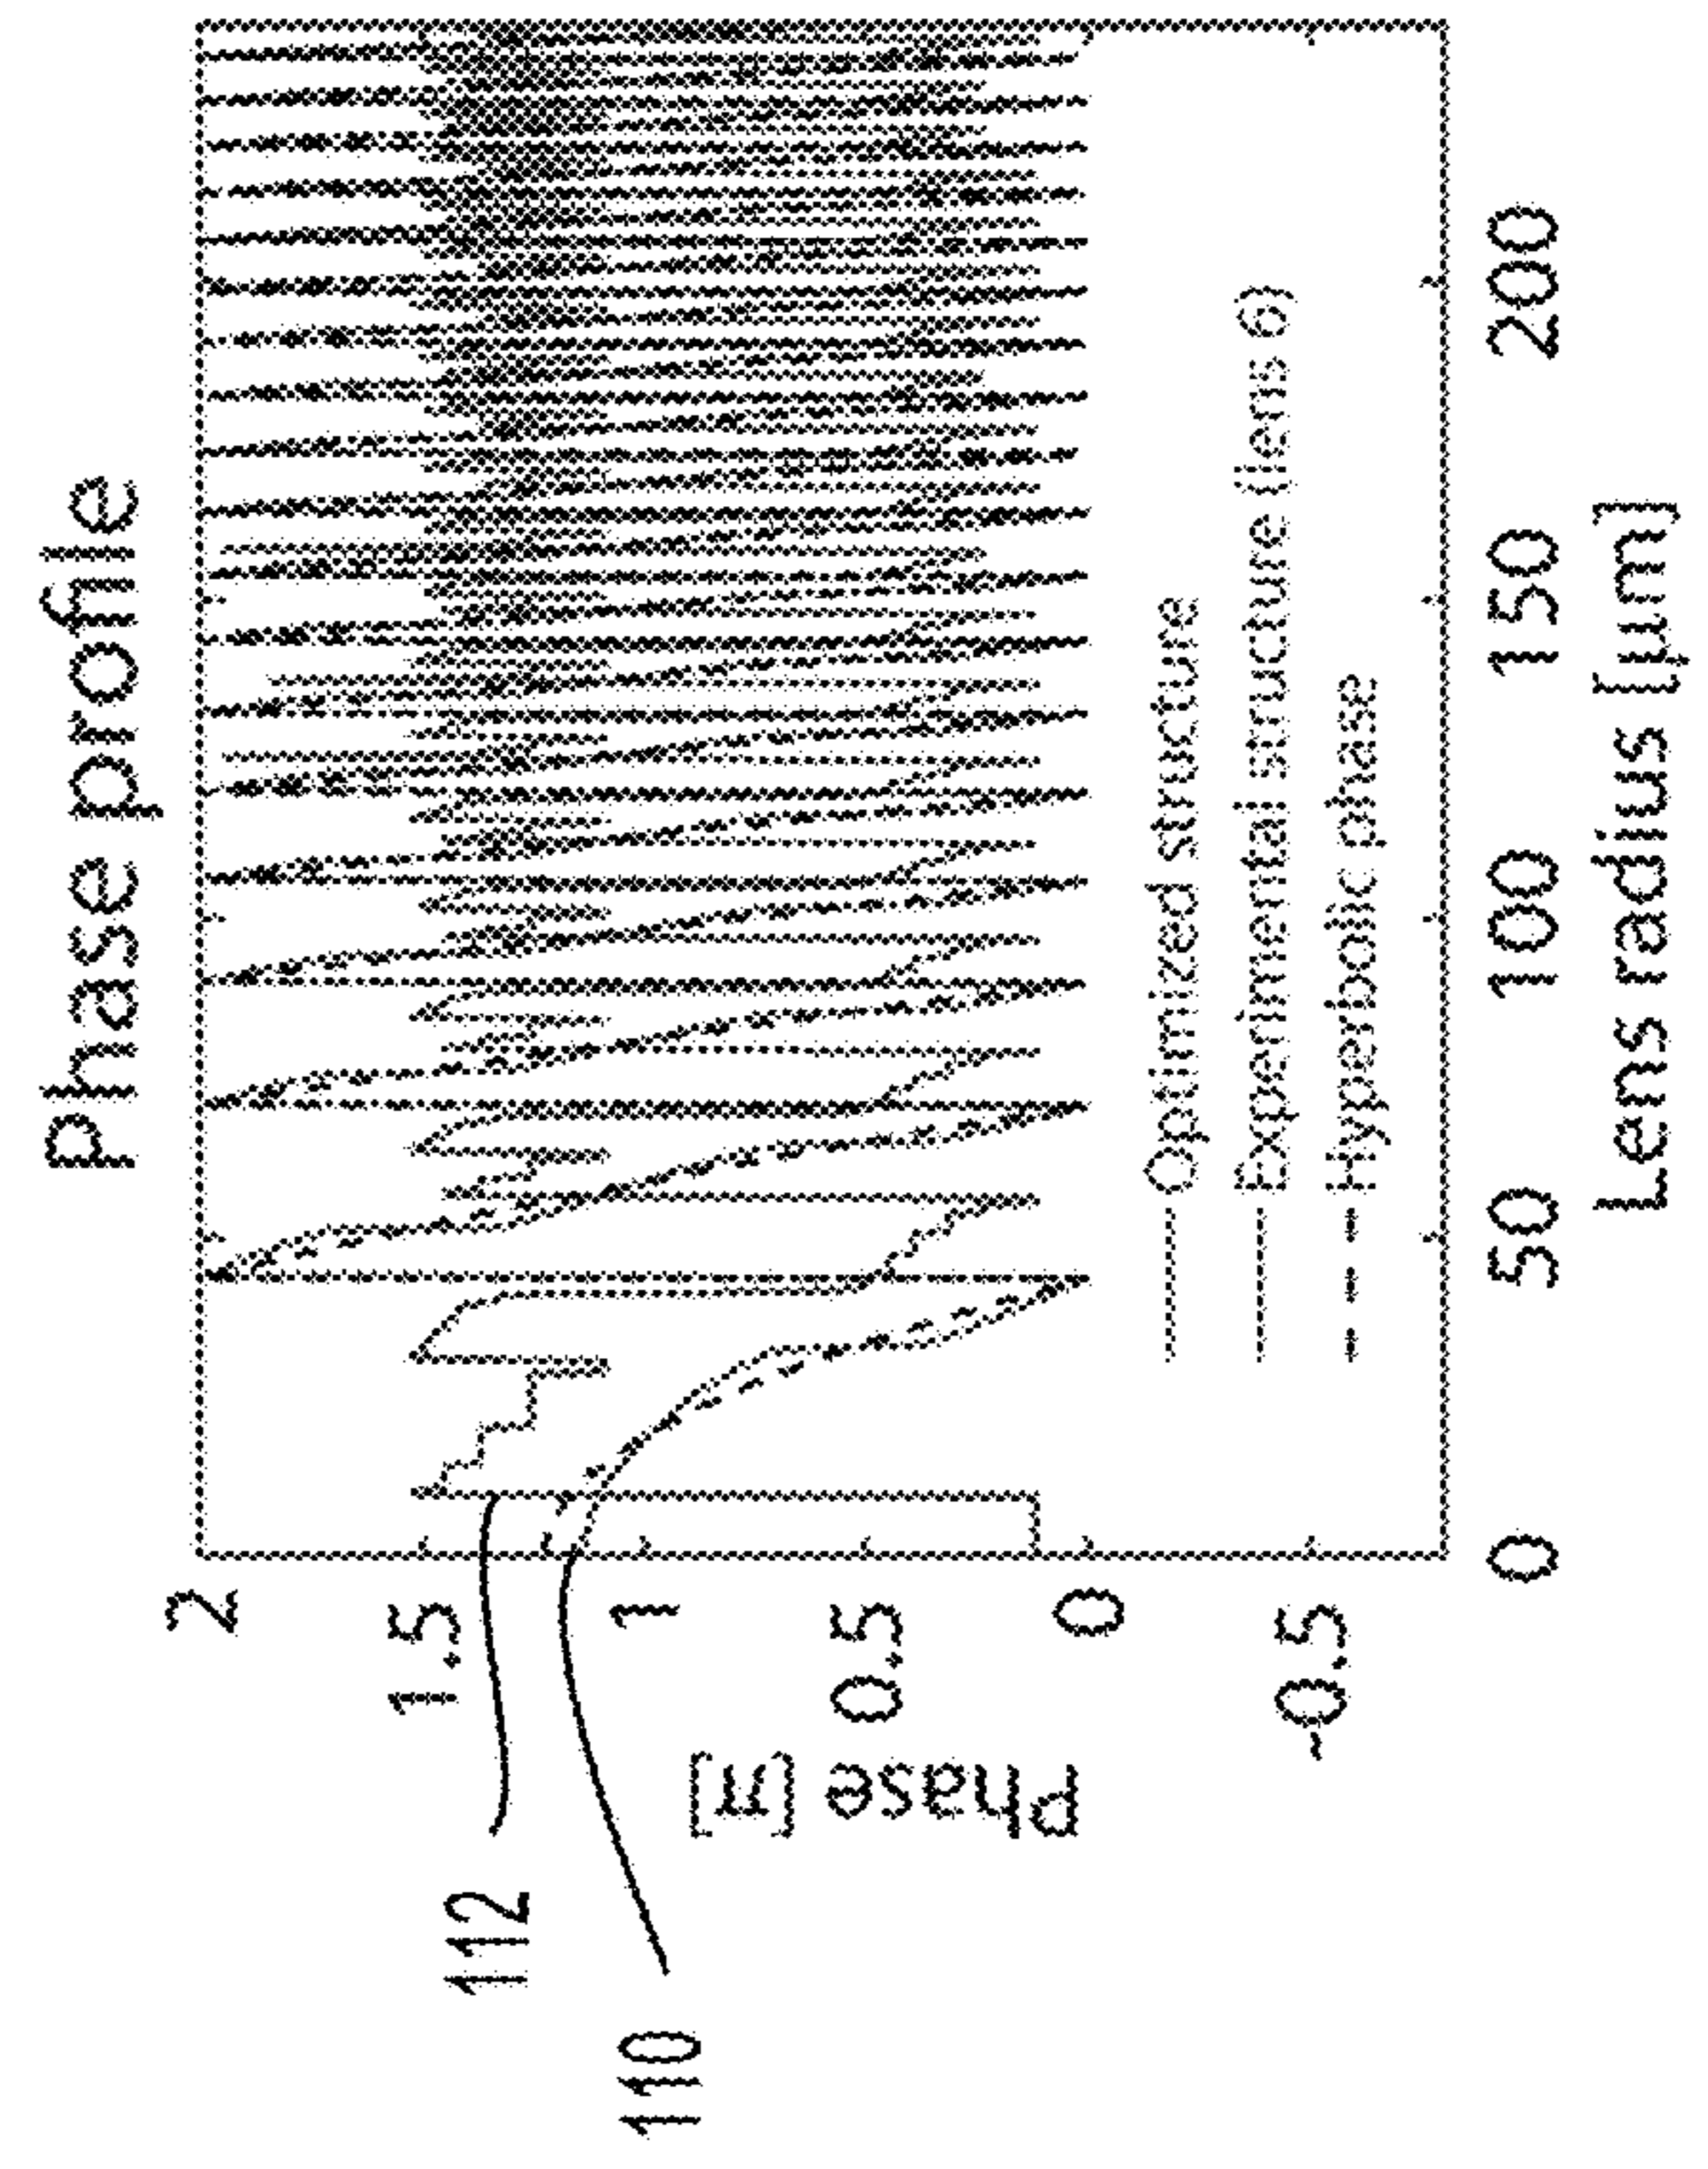 Phase profile
2
1.5
1
0.5
0
-0.5
Phase [π]
112
110
Optimized structure
Experimental structure (lens 6)
Hyperbolic phase
0
50
100
150
200
Lens radius [μm]